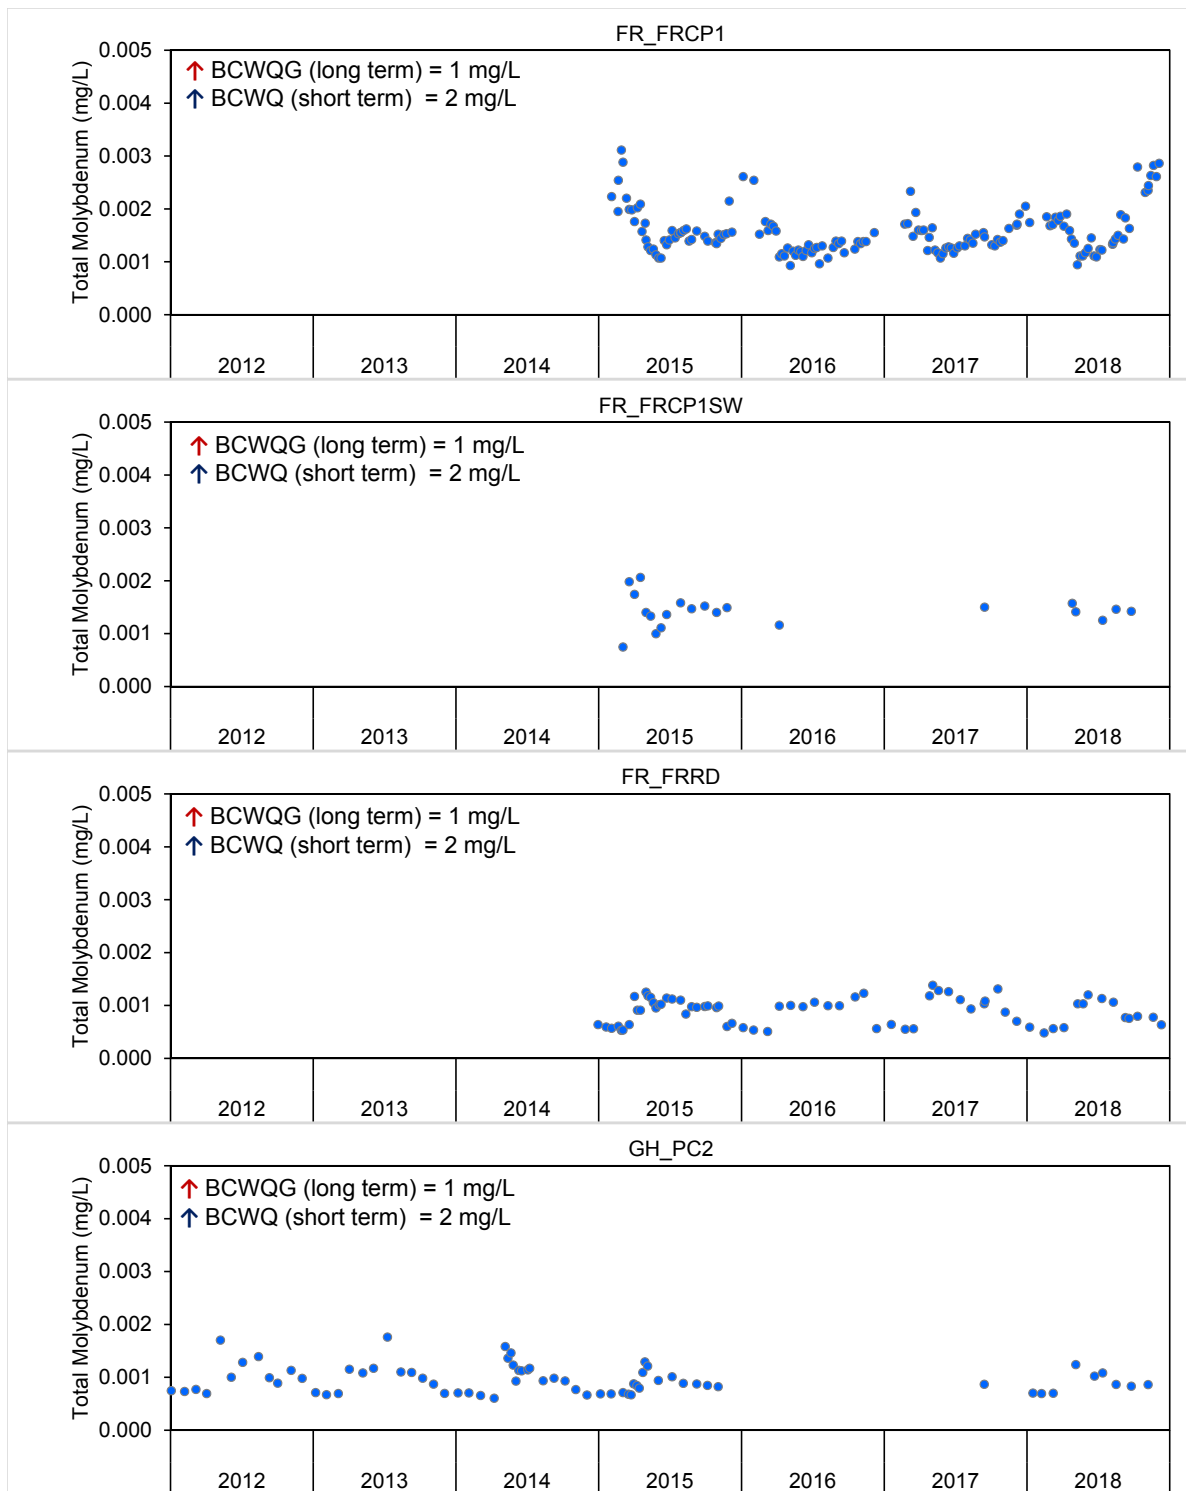 FR_FRCP1
0.005
↑ BCWQG (long term) = 1 mg/L
0.004
↑ BCWQ (short term) = 2 mg/L
0.003
0.002
0.001
0.000
Total Molybdenum (mg/L)
2012 2013 2014 2015 2016 2017 2018
FR_FRCP1SW
0.005
↑ BCWQG (long term) = 1 mg/L
0.004
↑ BCWQ (short term) = 2 mg/L
0.003
0.002
0.001
0.000
Total Molybdenum (mg/L)
2012 2013 2014 2015 2016 2017 2018
FR_FRRD
0.005
↑ BCWQG (long term) = 1 mg/L
0.004
↑ BCWQ (short term) = 2 mg/L
0.003
0.002
0.001
0.000
Total Molybdenum (mg/L)
2012 2013 2014 2015 2016 2017 2018
GH_PC2
0.005
↑ BCWQG (long term) = 1 mg/L
0.004
↑ BCWQ (short term) = 2 mg/L
0.003
0.002
0.001
0.000
Total Molybdenum (mg/L)
2012 2013 2014 2015 2016 2017 2018